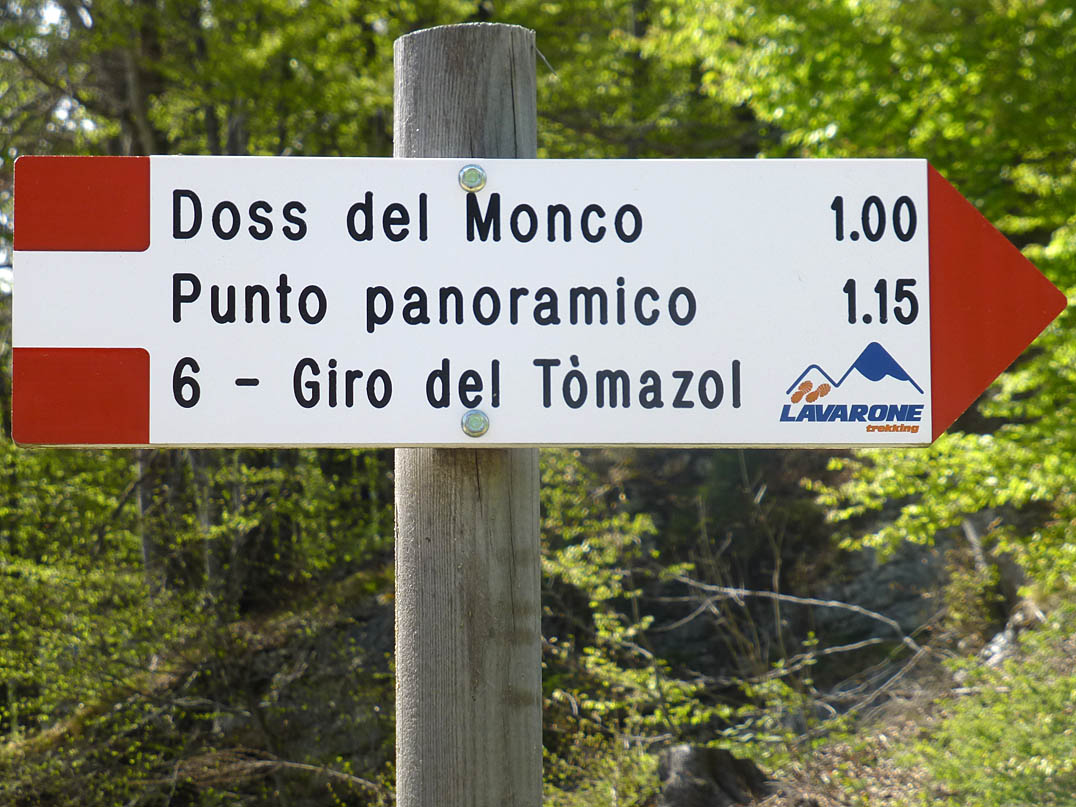 Doss del Monco 1.00
Punto panoramico 1.15
6 - Giro del Tòmazol
LAVARONE
trekking